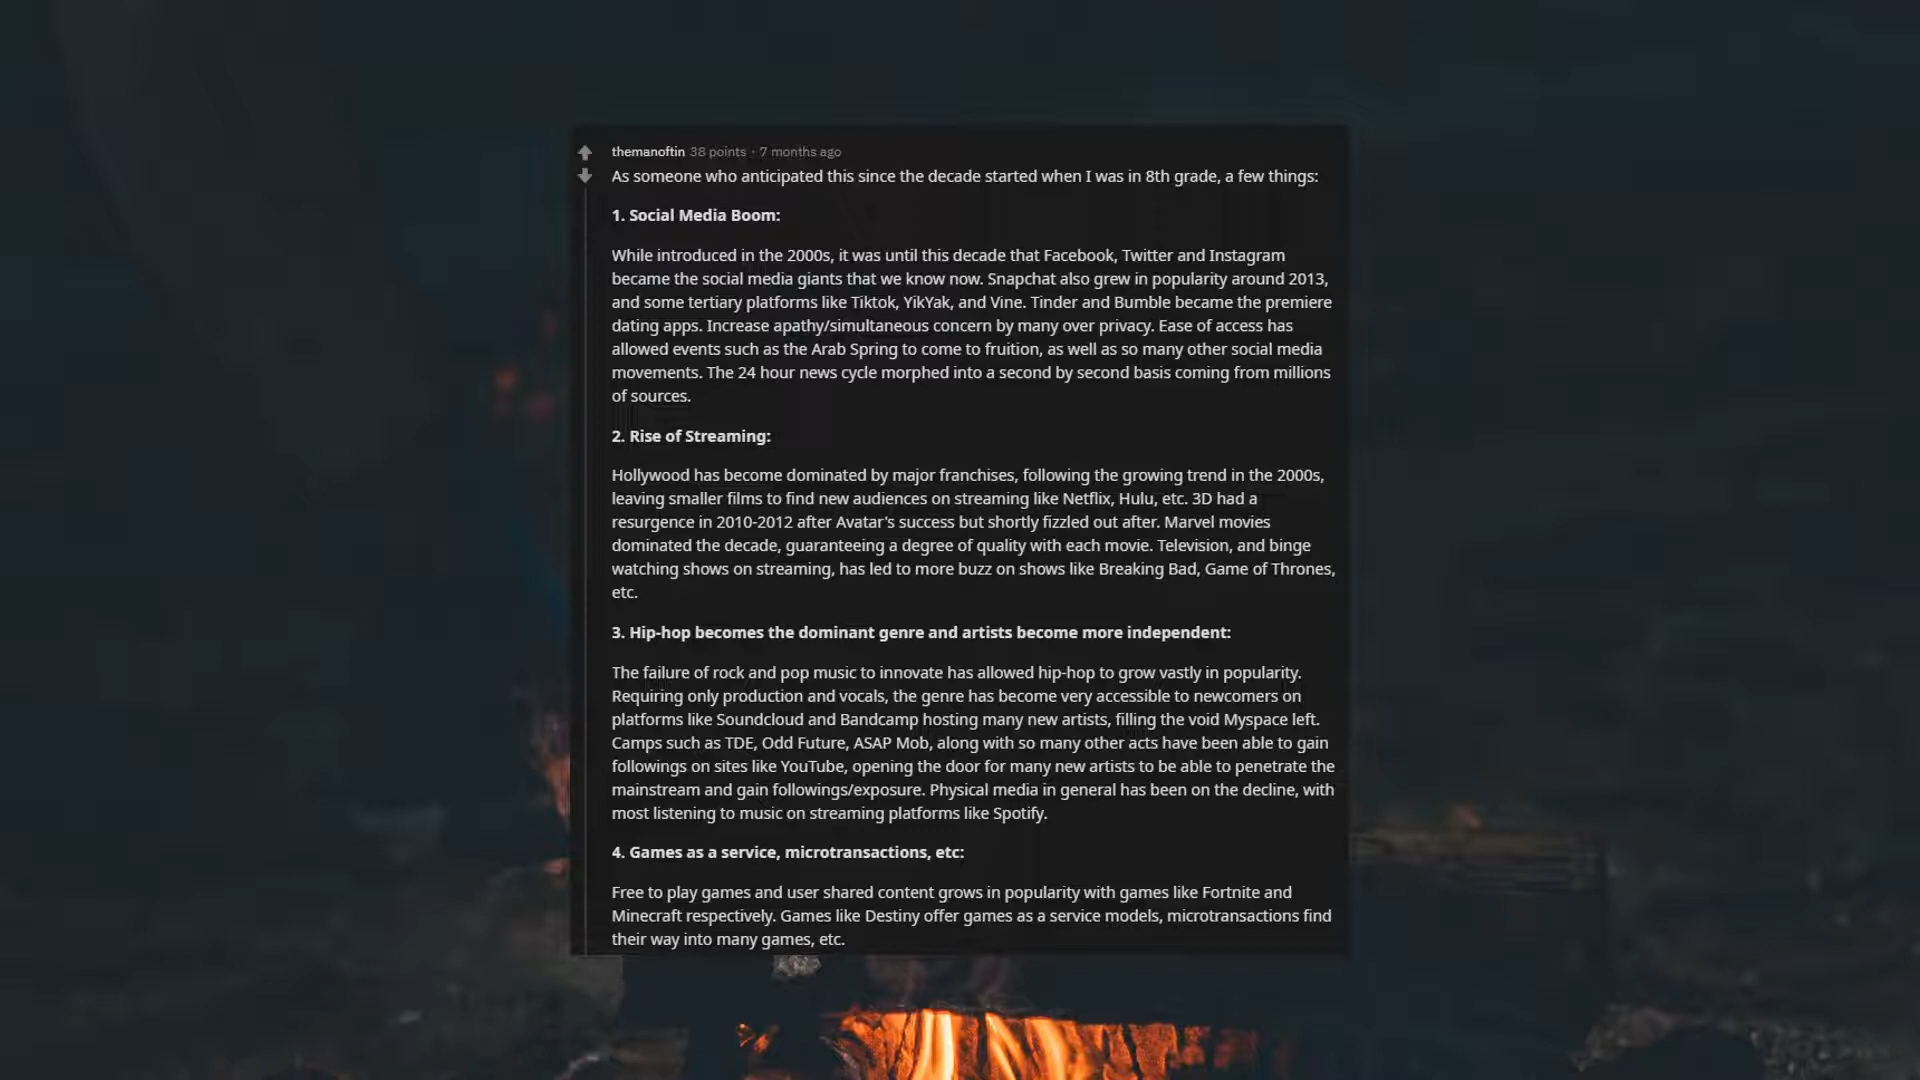 themanoftin 38 points · 7 months ago
As someone who anticipated this since the decade started when I was in 8th grade, a few things:
1. Social Media Boom:
While introduced in the 2000s, it was until this decade that Facebook, Twitter and Instagram
became the social media giants that we know now. Snapchat also grew in popularity around 2013,
and some tertiary platforms like Tiktok, YikYak, and Vine. Tinder and Bumble became the premiere
dating apps. Increase apathy/simultaneous concern by many over privacy. Ease of access has
allowed events such as the Arab Spring to come to fruition, as well as so many other social media
movements. The 24 hour news cycle morphed into a second by second basis coming from millions
of sources.
2. Rise of Streaming:
Hollywood has become dominated by major franchises, following the growing trend in the 2000s,
leaving smaller films to find new audiences on streaming like Netflix, Hulu, etc. 3D had a
resurgence in 2010-2012 after Avatar's success but shortly fizzled out after. Marvel movies
dominated the decade, guaranteeing a degree of quality with each movie. Television, and binge
watching shows on streaming, has led to more buzz on shows like Breaking Bad, Game of Thrones,
etc.
3. Hip-hop becomes the dominant genre and artists become more independent:
The failure of rock and pop music to innovate has allowed hip-hop to grow vastly in popularity.
Requiring only production and vocals, the genre has become very accessible to newcomers on
platforms like Soundcloud and Bandcamp hosting many new artists, filling the void Myspace left.
Camps such as TDE, Odd Future, ASAP Mob, along with so many other acts have been able to gain
followings on sites like YouTube, opening the door for many new artists to be able to penetrate the
mainstream and gain followings/exposure. Physical media in general has been on the decline, with
most listening to music on streaming platforms like Spotify.
4. Games as a service, microtransactions, etc:
Free to play games and user shared content grows in popularity with games like Fortnite and
Minecraft respectively. Games like Destiny offer games as a service models, microtransactions find
their way into many games, etc.